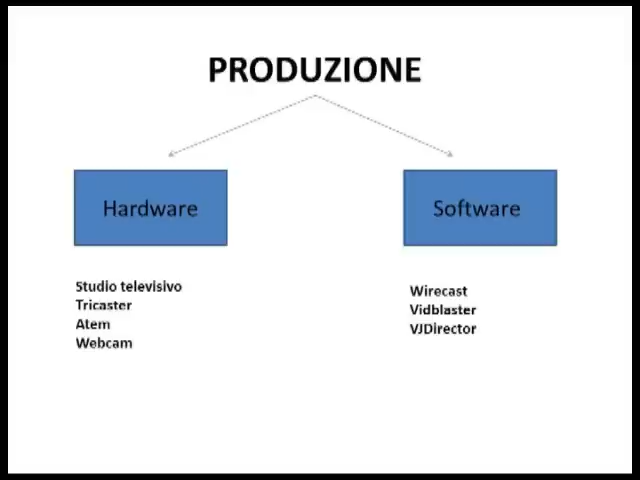 PRODUZIONE
Hardware
Software
Studio televisivo
Tricaster
Atem
Webcam
Wirecast
Vidblaster
VJDirector